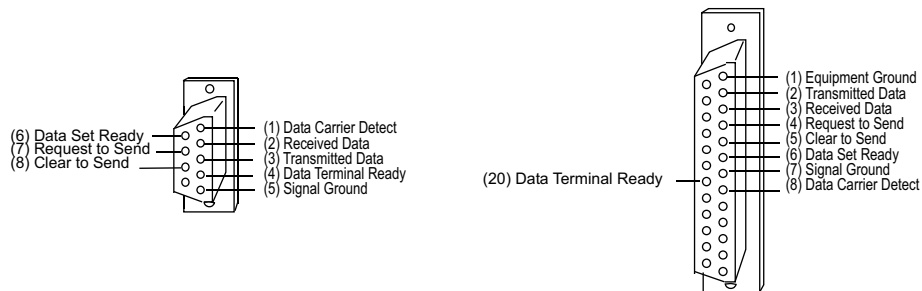 (6) Data Set Ready
(7) Request to Send
(8) Clear to Send
(1) Data Carrier Detect
(2) Received Data
(3) Transmitted Data
(4) Data Terminal Ready
(5) Signal Ground
(20) Data Terminal Ready
(1) Equipment Ground
(2) Transmitted Data
(3) Received Data
(4) Request to Send
(5) Clear to Send
(6) Data Set Ready
(7) Signal Ground
(8) Data Carrier Detect